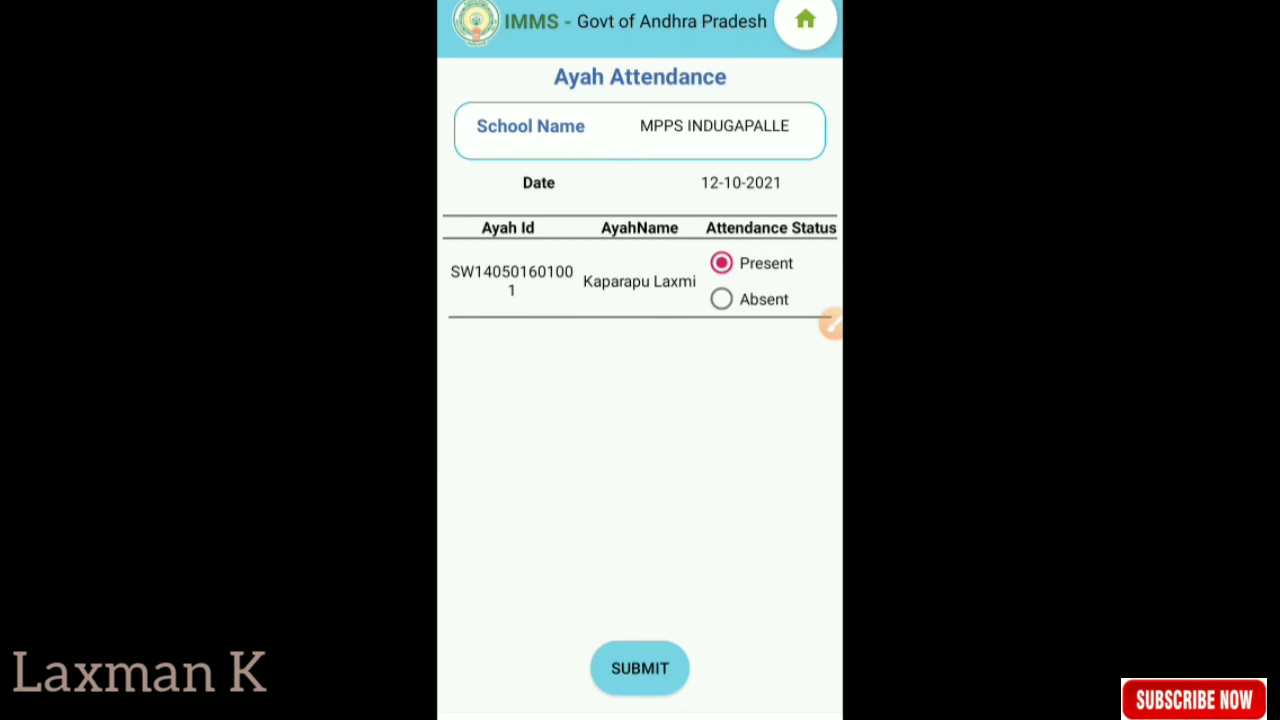 IMMS - Govt of Andhra Pradesh
Ayah Attendance
School Name MPPS INDUGAPALLE
Date 12-10-2021
Ayah Id AyahName Attendance Status
SW14050160100
1
Kaparapu Laxmi
Present
Absent
SUBMIT
Laxman K
SUBSCRIBE NOW